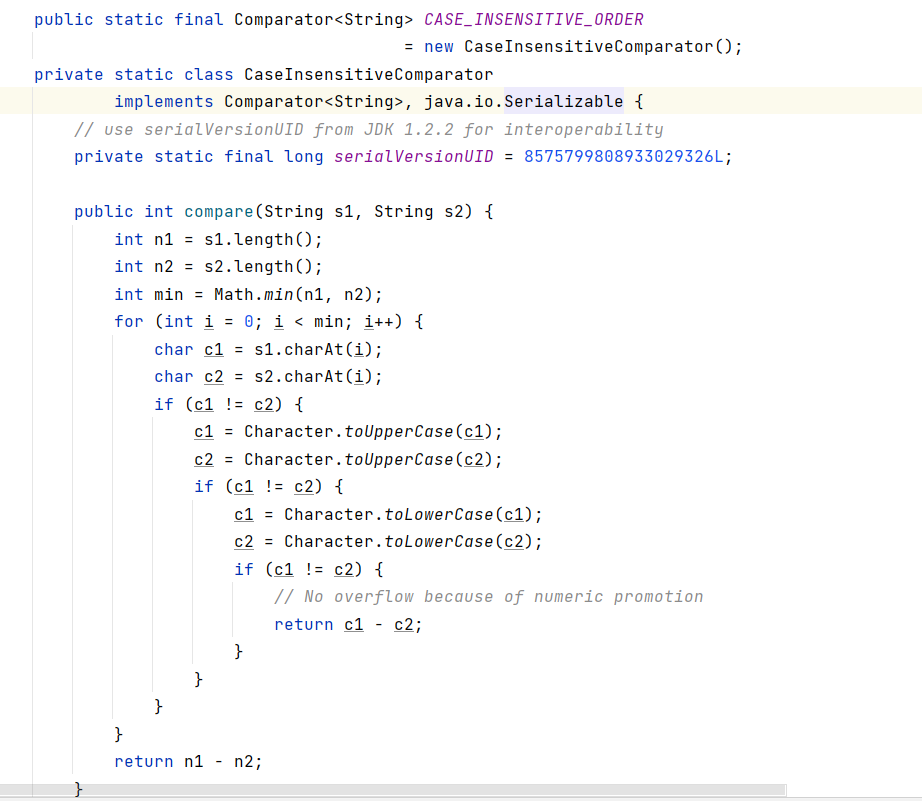 public static final Comparator<String> CASE_INSENSITIVE_ORDER
= new CaseInsensitiveComparator();
private static class CaseInsensitiveComparator
implements Comparator<String>, java.io.Serializable {
// use serialVersionUID from JDK 1.2.2 for interoperability
private static final long serialVersionUID = 8575799808933029326L;
public int compare(String s1, String s2) {
int n1 = s1.length();
int n2 = s2.length();
int min = Math.min(n1, n2);
for (int i = 0; i < min; i++) {
char c1 = s1.charAt(i);
char c2 = s2.charAt(i);
if (c1 != c2) {
c1 = Character.toUpperCase(c1);
c2 = Character.toUpperCase(c2);
if (c1 != c2) {
c1 = Character.toLowerCase(c1);
c2 = Character.toLowerCase(c2);
if (c1 != c2) {
// No overflow because of numeric promotion
return c1 - c2;
}
}
}
}
return n1 - n2;
}